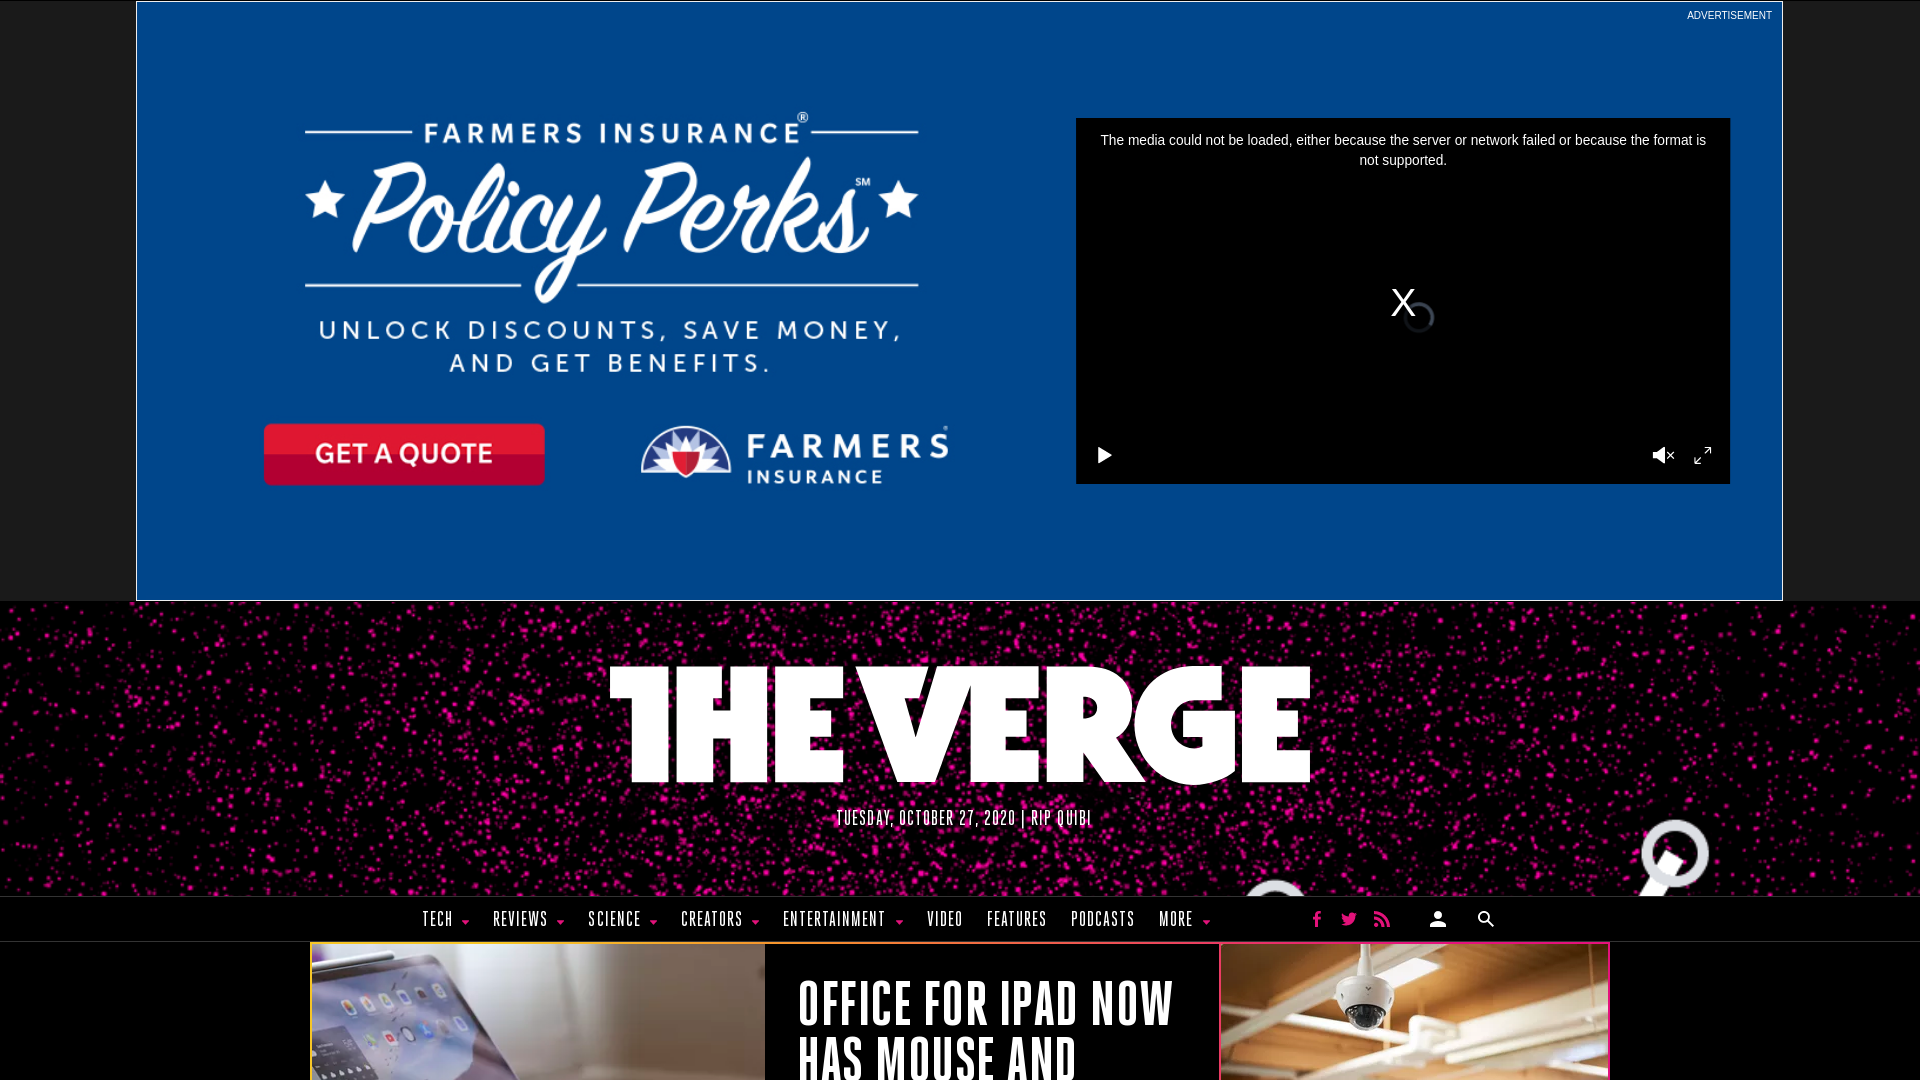 ADVERTISEMENT
FARMERS INSURANCE®
Policy Perks℠
UNLOCK DISCOUNTS, SAVE MONEY,
AND GET BENEFITS.
GET A QUOTE
FARMERS®
INSURANCE
The media could not be loaded, either because the server or network failed or because the format is
not supported.
X
THE VERGE
TUESDAY, OCTOBER 27, 2020 | RIP QUIBI
TECH REVIEWS SCIENCE CREATORS ENTERTAINMENT VIDEO FEATURES PODCASTS MORE
OFFICE FOR IPAD NOW
HAS MOUSE AND